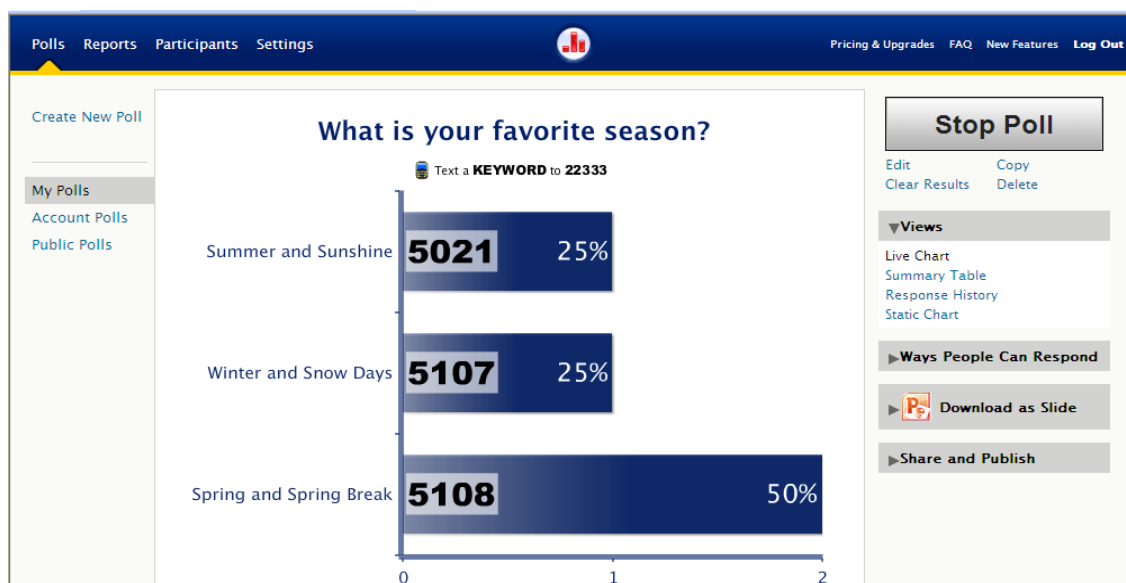 Polls Reports Participants Settings
Pricing & Upgrades FAQ New Features Log Out
Create New Poll
My Polls
Account Polls
Public Polls
What is your favorite season?
Text a KEYWORD to 22333
Summer and Sunshine 5021 25%
Winter and Snow Days 5107 25%
Spring and Spring Break 5108 50%
0 1 2
Stop Poll
Edit Copy
Clear Results Delete
Views
Live Chart
Summary Table
Response History
Static Chart
Ways People Can Respond
Download as Slide
Share and Publish